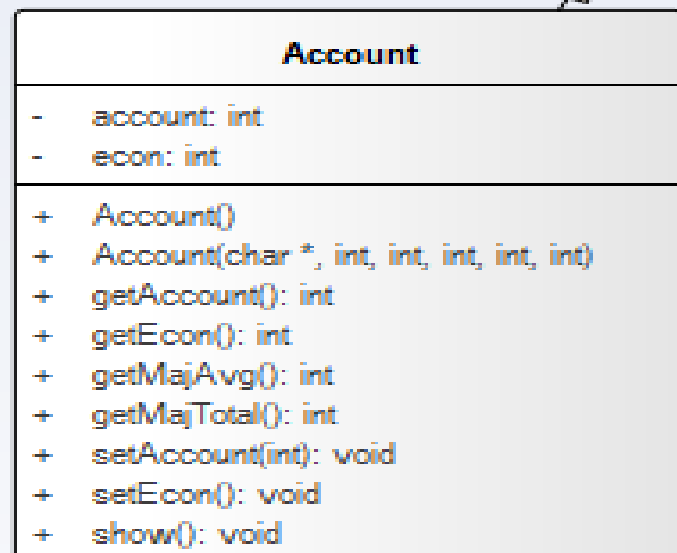 Account
- account: int
- econ: int
+ Account()
+ Account(char *, int, int, int, int, int)
+ getAccount(): int
+ getEcon(): int
+ getMajAvg(): int
+ getMajTotal(): int
+ setAccount(int): void
+ setEcon(): void
+ show(): void